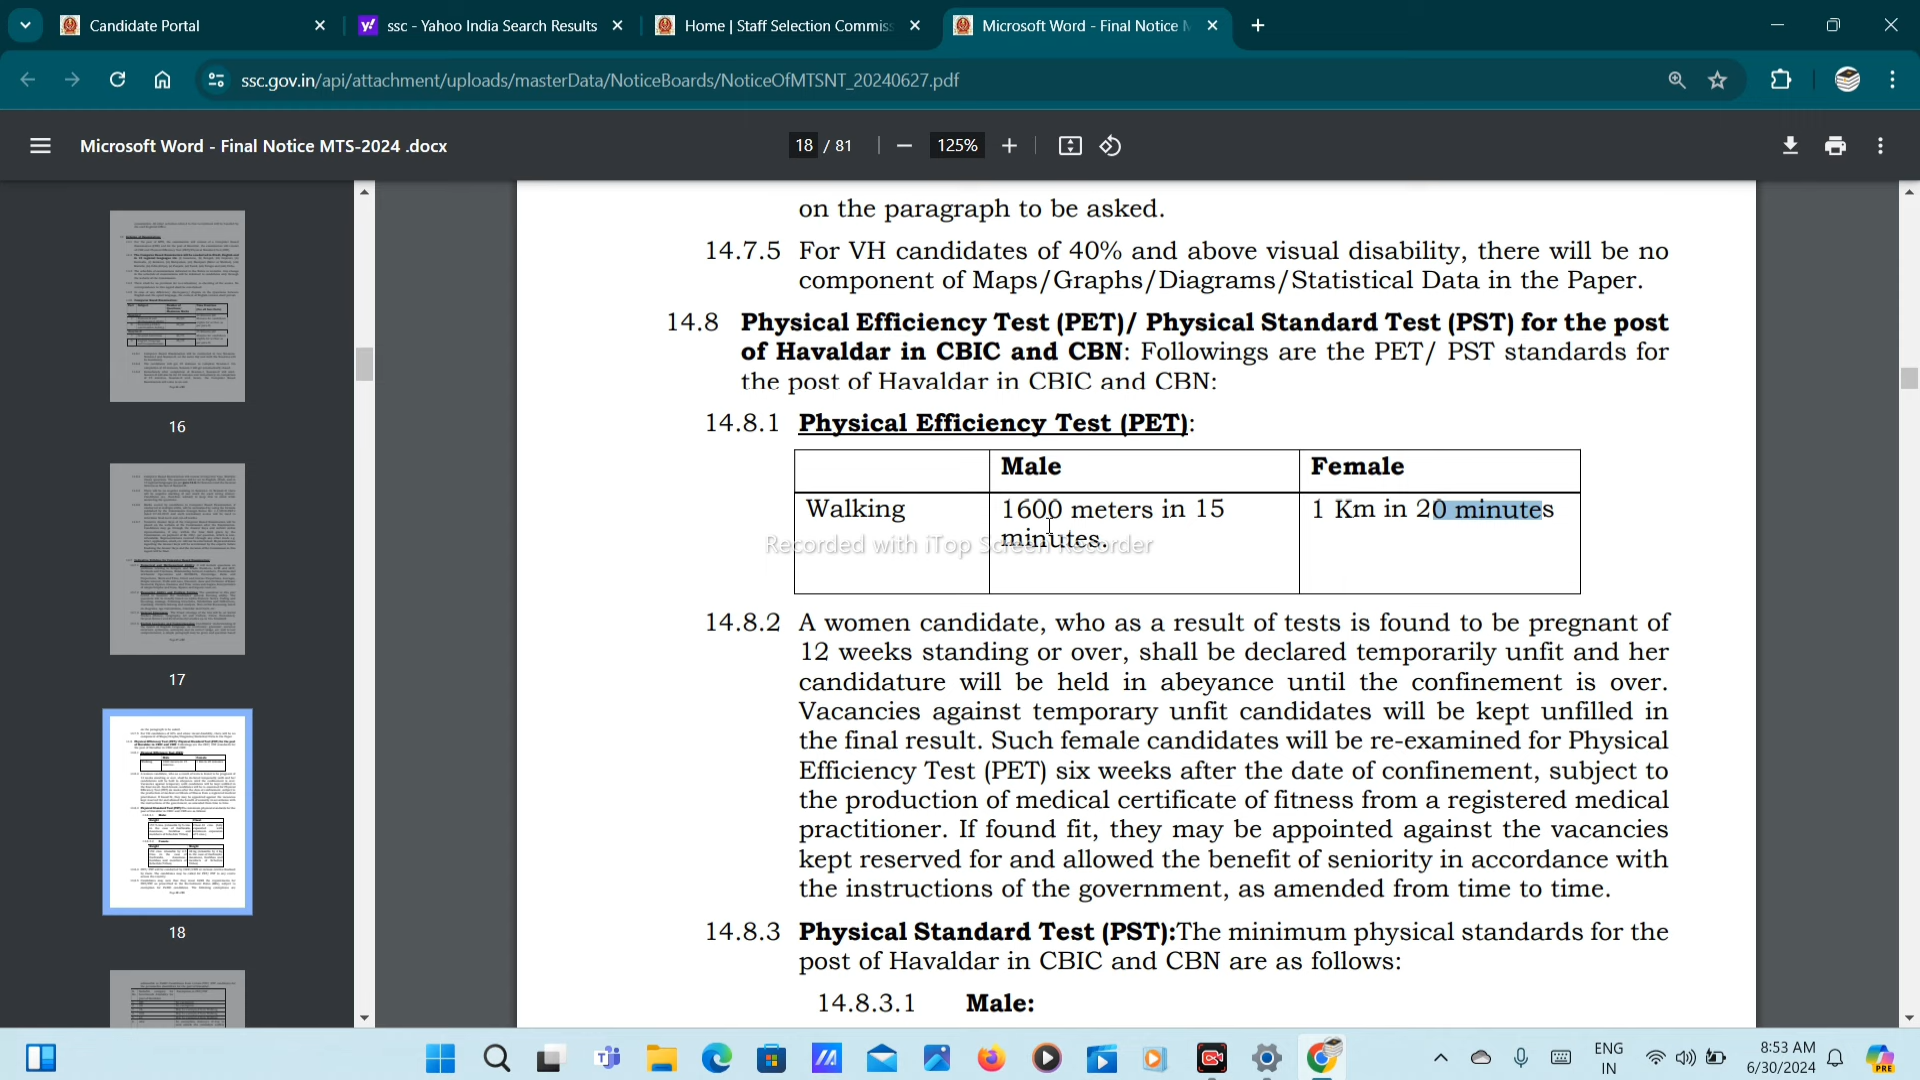 Candidate Portal
ssc - Yahoo India Search Results
Home | Staff Selection Commis
Microsoft Word - Final Notice M
ssc.gov.in/api/attachment/uploads/masterData/NoticeBoards/NoticeOfMTSNT_20240627.pdf
Microsoft Word - Final Notice MTS-2024 .docx
18 / 81
125%
16
17
18
on the paragraph to be asked.
14.7.5 For VH candidates of 40% and above visual disability, there will be no
component of Maps/Graphs/Diagrams/Statistical Data in the Paper.
14.8 Physical Efficiency Test (PET)/ Physical Standard Test (PST) for the post
of Havaldar in CBIC and CBN: Followings are the PET/ PST standards for
the post of Havaldar in CBIC and CBN:
14.8.1 Physical Efficiency Test (PET):
Male Female
Walking 1600 meters in 15 1 Km in 20 minutes
minutes.
Recorded with iTop Screen Recorder
14.8.2 A women candidate, who as a result of tests is found to be pregnant of
12 weeks standing or over, shall be declared temporarily unfit and her
candidature will be held in abeyance until the confinement is over.
Vacancies against temporary unfit candidates will be kept unfilled in
the final result. Such female candidates will be re-examined for Physical
Efficiency Test (PET) six weeks after the date of confinement, subject to
the production of medical certificate of fitness from a registered medical
practitioner. If found fit, they may be appointed against the vacancies
kept reserved for and allowed the benefit of seniority in accordance with
the instructions of the government, as amended from time to time.
14.8.3 Physical Standard Test (PST):The minimum physical standards for the
post of Havaldar in CBIC and CBN are as follows:
14.8.3.1 Male:
ENG
IN
8:53 AM
6/30/2024
PRE